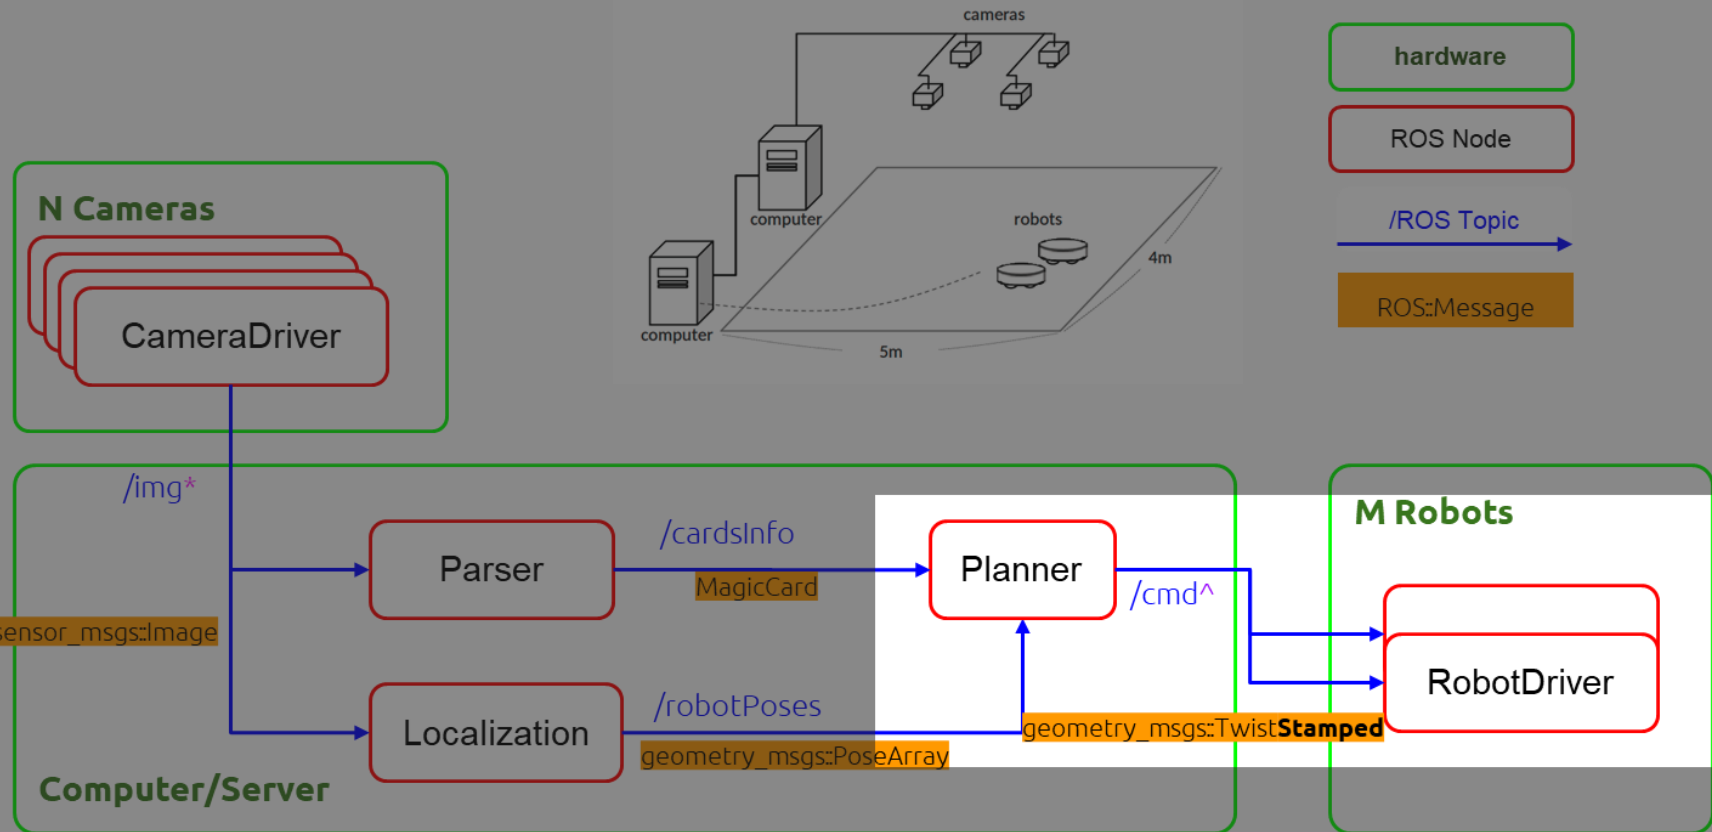 cameras
computer
robots
4m
computer
5m
hardware
ROS Node
/ROS Topic
ROS::Message
N Cameras
CameraDriver
/img*
sensor_msgs::Image
Parser
/cardsInfo
MagicCard
Localization
/robotPoses
geometry_msgs::PoseArray
Planner
/cmd^
geometry_msgs::TwistStamped
Computer/Server
M Robots
RobotDriver